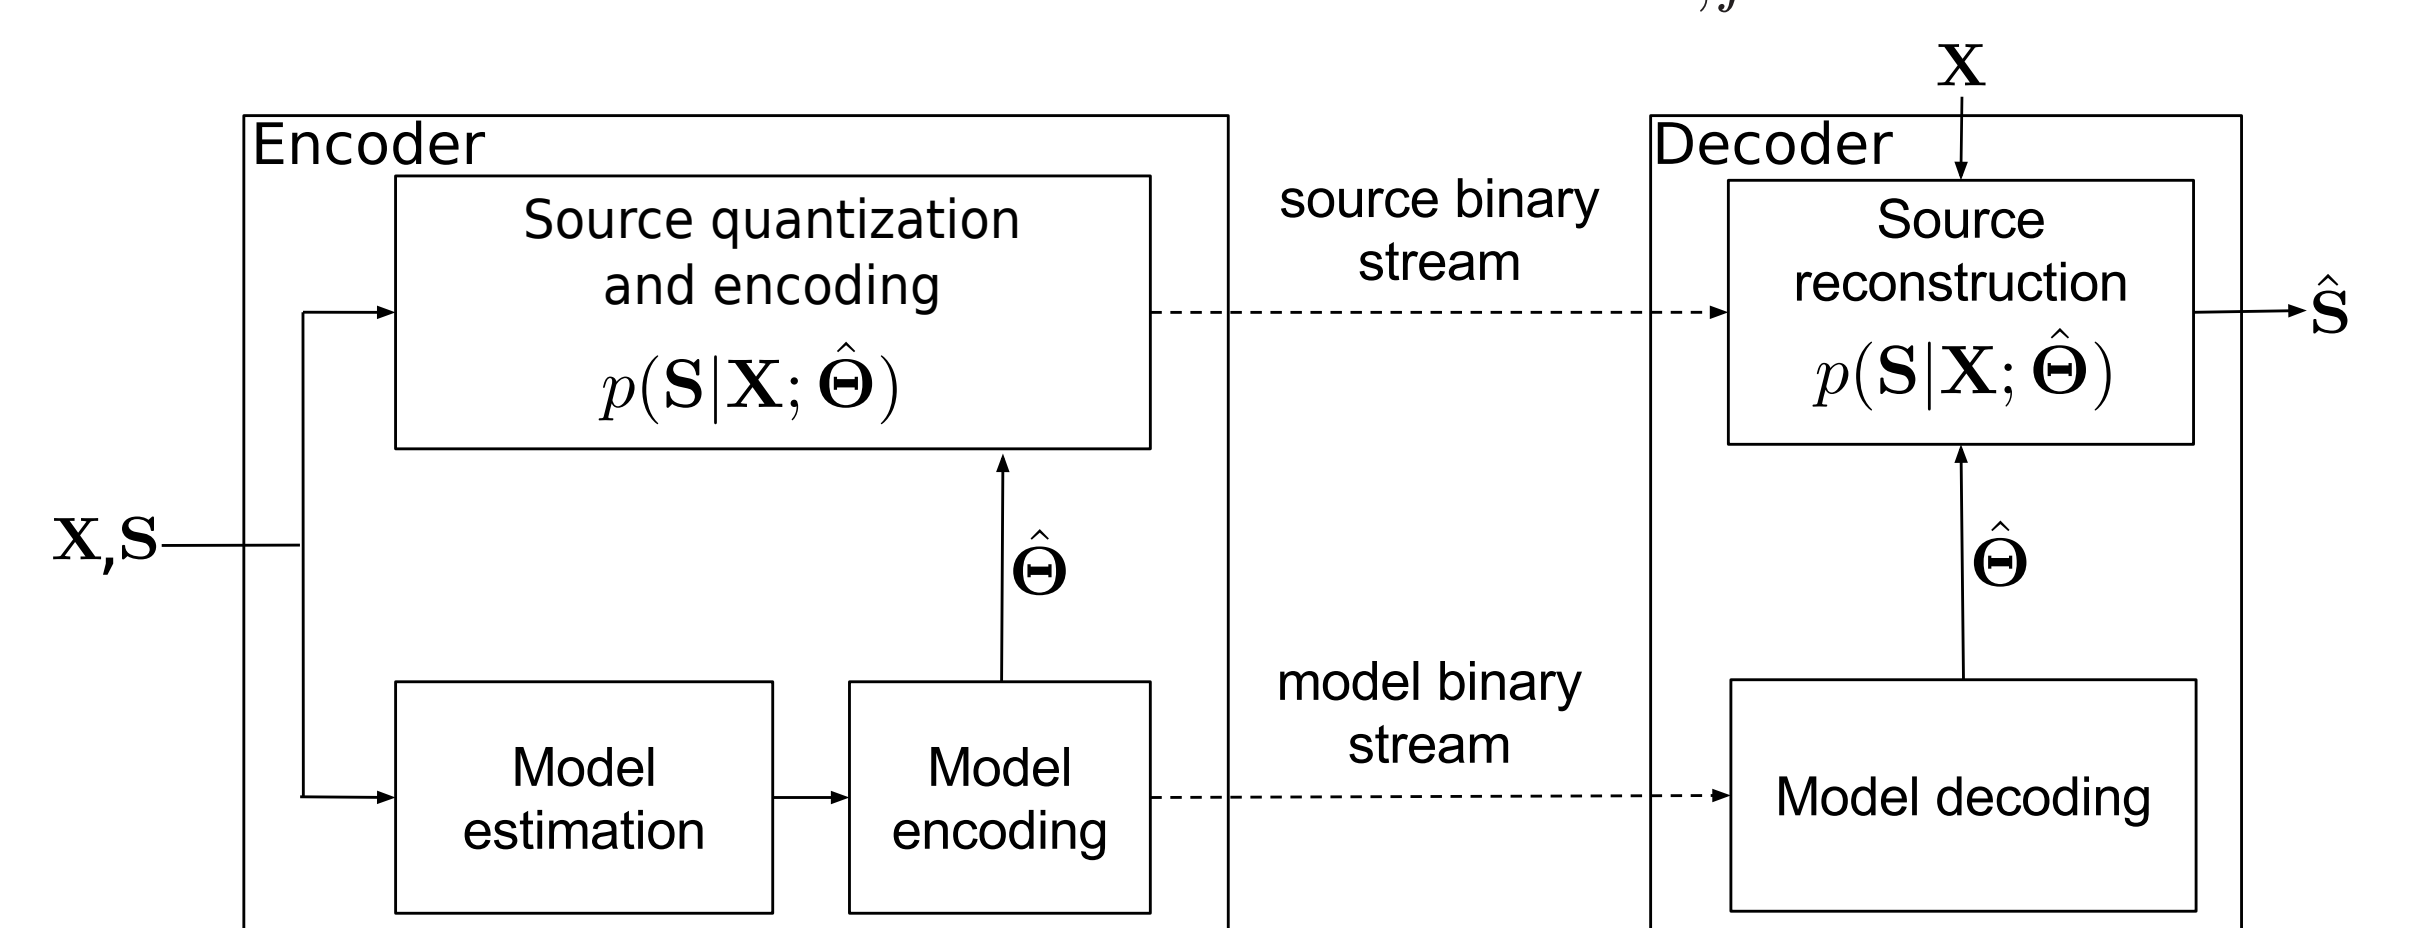 X
Encoder
Source quantization
and encoding
p(S|X; Θ̂)
source binary
stream
Decoder
Source
reconstruction
p(S|X; Θ̂)
Ŝ
X,S
Θ̂
Θ̂
Model
estimation
Model
encoding
model binary
stream
Model decoding